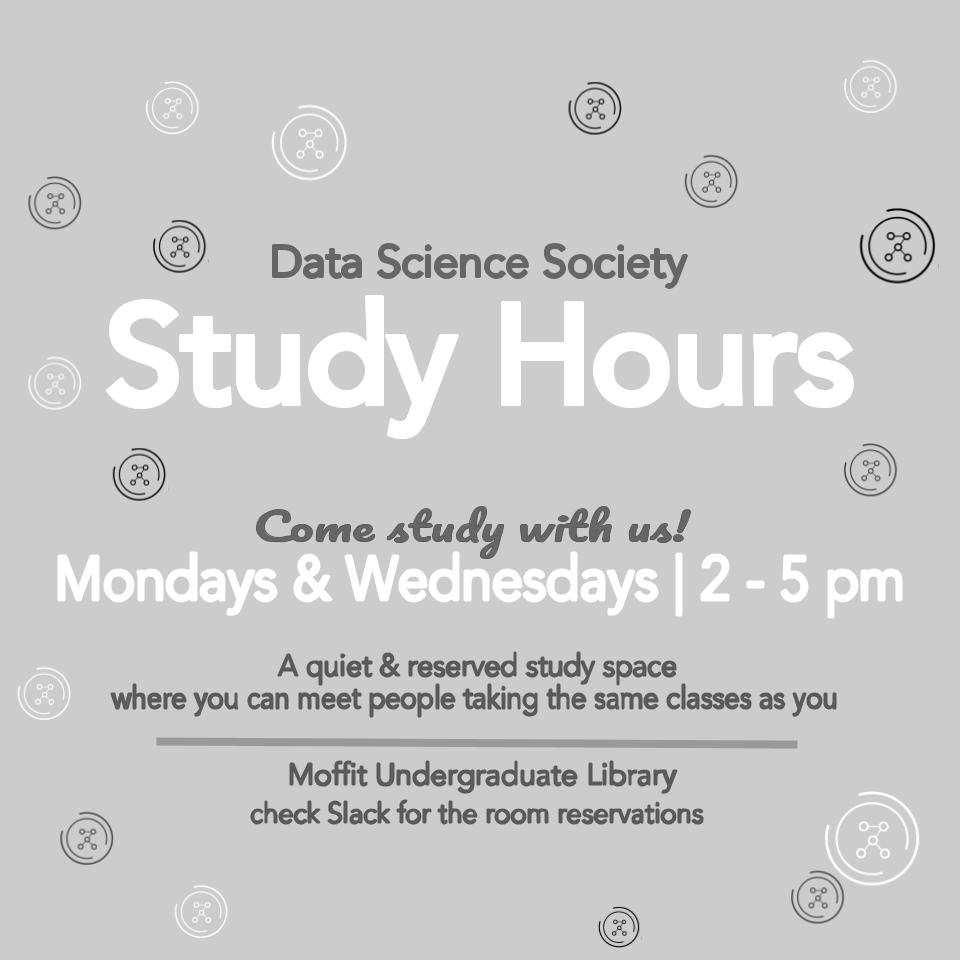 Data Science Society
Study Hours
Come study with us!
Mondays & Wednesdays | 2 - 5 pm
A quiet & reserved study space
where you can meet people taking the same classes as you
Moffit Undergraduate Library
check Slack for the room reservations